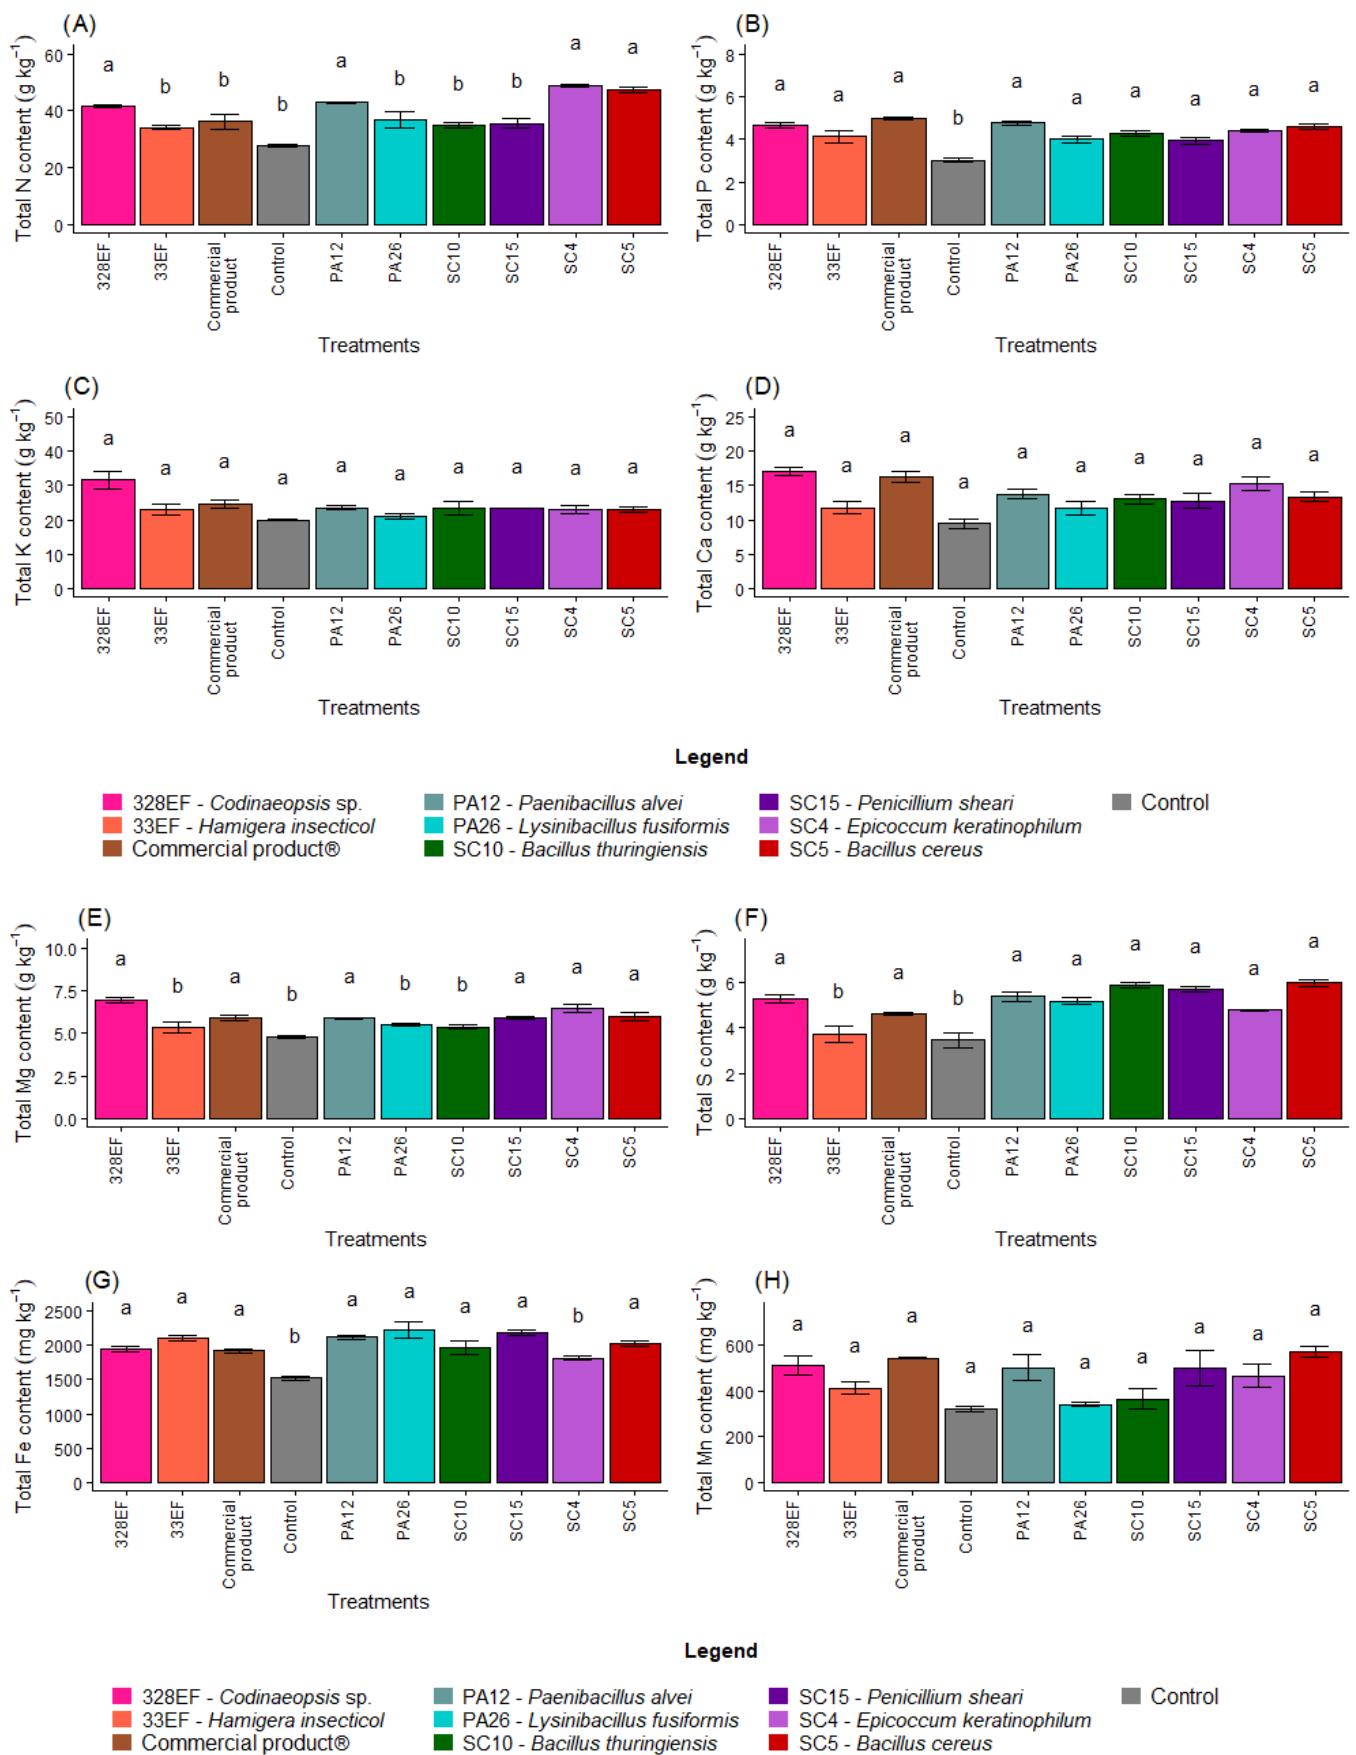 (A)
Total N content (g kg⁻¹)
60
40
20
0
a
b
b
b
a
b
b
b
a
a
328EF
33EF
Commercial
product
Control
PA12
PA26
SC10
SC15
SC4
SC5
Treatments
(B)
Total P content (g kg⁻¹)
8
6
4
2
0
a
a
a
b
a
a
a
a
a
a
328EF
33EF
Commercial
product
Control
PA12
PA26
SC10
SC15
SC4
SC5
Treatments
(C)
Total K content (g kg⁻¹)
50
40
30
20
10
0
a
a
a
a
a
a
a
a
a
a
328EF
33EF
Commercial
product
Control
PA12
PA26
SC10
SC15
SC4
SC5
Treatments
(D)
Total Ca content (g kg⁻¹)
25
20
15
10
5
0
a
a
a
a
a
a
a
a
a
a
328EF
33EF
Commercial
product
Control
PA12
PA26
SC10
SC15
SC4
SC5
Treatments
Legend
328EF - Codinaeopsis sp.
33EF - Hamigera insecticol
Commercial product®
PA12 - Paenibacillus alvei
PA26 - Lysinibacillus fusiformis
SC10 - Bacillus thuringiensis
SC15 - Penicillium sheari
SC4 - Epicoccum keratinophilum
SC5 - Bacillus cereus
Control
(E)
Total Mg content (g kg⁻¹)
10.0
7.5
5.0
2.5
0.0
a
b
a
b
a
b
b
a
a
a
328EF
33EF
Commercial
product
Control
PA12
PA26
SC10
SC15
SC4
SC5
Treatments
(F)
Total S content (g kg⁻¹)
6
4
2
0
a
b
a
b
a
a
a
a
a
a
328EF
33EF
Commercial
product
Control
PA12
PA26
SC10
SC15
SC4
SC5
Treatments
(G)
Total Fe content (mg kg⁻¹)
2500
2000
1500
1000
500
0
a
a
a
b
a
a
a
a
b
a
328EF
33EF
Commercial
product
Control
PA12
PA26
SC10
SC15
SC4
SC5
Treatments
(H)
Total Mn content (mg kg⁻¹)
600
400
200
0
a
a
a
a
a
a
a
a
a
a
328EF
33EF
Commercial
product
Control
PA12
PA26
SC10
SC15
SC4
SC5
Legend
328EF - Codinaeopsis sp.
33EF - Hamigera insecticol
Commercial product®
PA12 - Paenibacillus alvei
PA26 - Lysinibacillus fusiformis
SC10 - Bacillus thuringiensis
SC15 - Penicillium sheari
SC4 - Epicoccum keratinophilum
SC5 - Bacillus cereus
Control